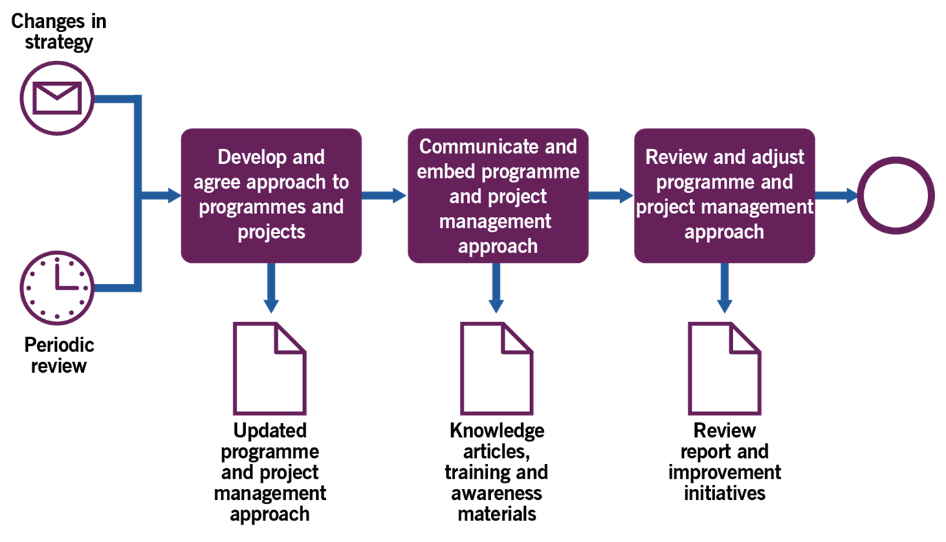 Changes in
strategy
Develop and
agree approach to
programmes and
projects
Communicate and
embed programme
and project
management
approach
Review and adjust
programme and
project management
approach
Periodic
review
Updated
programme
and project
management
approach
Knowledge
articles,
training and
awareness
materials
Review
report and
improvement
initiatives